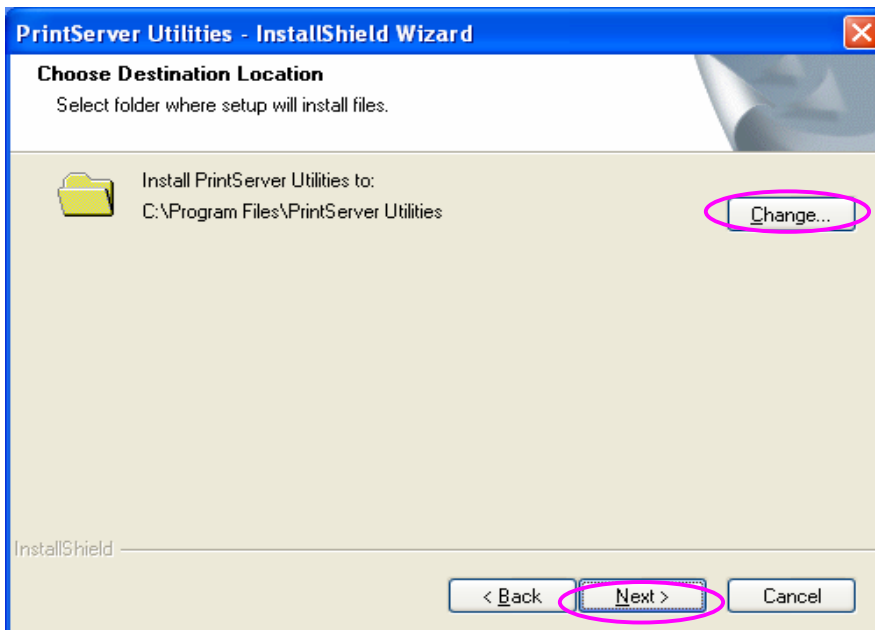 PrintServer Utilities - InstallShield Wizard
Choose Destination Location
Select folder where setup will install files.
Install PrintServer Utilities to:
C:\Program Files\PrintServer Utilities
Change...
InstallShield
< Back
Next >
Cancel